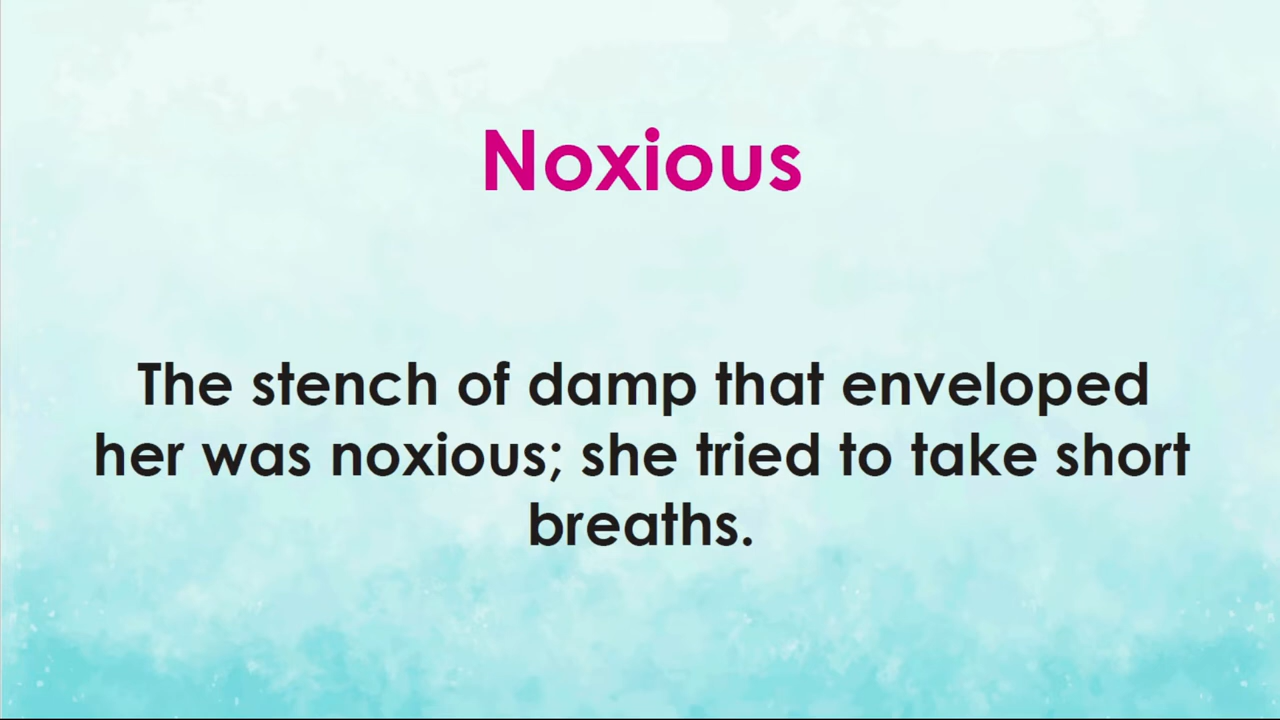 Noxious
The stench of damp that enveloped
her was noxious; she tried to take short
breaths.